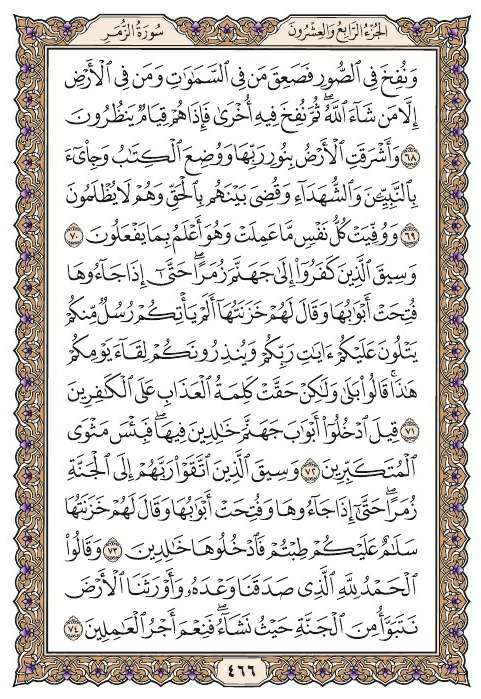 الجزء الرابع والعشرون
سورة الزمر
وَنُفِخَ فِي ٱلصُّورِ فَصَعِقَ مَن فِي ٱلسَّمَٰوَٰتِ وَمَن فِي ٱلْأَرْضِ
إِلَّا مَن شَآءَ ٱللَّهُ ۖ ثُمَّ نُفِخَ فِيهِ أُخْرَىٰ فَإِذَا هُمْ قِيَامٌ يَنظُرُونَ
٦٨ وَأَشْرَقَتِ ٱلْأَرْضُ بِنُورِ رَبِّهَا وَوُضِعَ ٱلْكِتَٰبُ وَجِا۟يٓءَ
بِٱلنَّبِيِّـۧنَ وَٱلشُّهَدَآءِ وَقُضِيَ بَيْنَهُم بِٱلْحَقِّ وَهُمْ لَا يُظْلَمُونَ
٦٩ وَوُفِّيَتْ كُلُّ نَفْسٍ مَّا عَمِلَتْ وَهُوَ أَعْلَمُ بِمَا يَفْعَلُونَ ٧٠
وَسِيقَ ٱلَّذِينَ كَفَرُوٓا۟ إِلَىٰ جَهَنَّمَ زُمَرًا ۖ حَتَّىٰٓ إِذَا جَآءُوهَا
فُتِحَتْ أَبْوَٰبُهَا وَقَالَ لَهُمْ خَزَنَتُهَآ أَلَمْ يَأْتِكُمْ رُسُلٌ مِّنكُمْ
يَتْلُونَ عَلَيْكُمْ ءَايَٰتِ رَبِّكُمْ وَيُنذِرُونَكُمْ لِقَآءَ يَوْمِكُمْ
هَٰذَا ۚ قَالُوا۟ بَلَىٰ وَلَٰكِنْ حَقَّتْ كَلِمَةُ ٱلْعَذَابِ عَلَى ٱلْكَٰفِرِينَ
٧١ قِيلَ ٱدْخُلُوٓا۟ أَبْوَٰبَ جَهَنَّمَ خَٰلِدِينَ فِيهَا ۖ فَبِئْسَ مَثْوَى
ٱلْمُتَكَبِّرِينَ ٧٢ وَسِيقَ ٱلَّذِينَ ٱتَّقَوْا۟ رَبَّهُمْ إِلَى ٱلْجَنَّةِ
زُمَرًا ۖ حَتَّىٰٓ إِذَا جَآءُوهَا وَفُتِحَتْ أَبْوَٰبُهَا وَقَالَ لَهُمْ خَزَنَتُهَا
سَلَٰمٌ عَلَيْكُمْ طِبْتُمْ فَٱدْخُلُوهَا خَٰلِدِينَ ٧٣ وَقَالُوا۟
ٱلْحَمْدُ لِلَّهِ ٱلَّذِي صَدَقَنَا وَعْدَهُۥ وَأَوْرَثَنَا ٱلْأَرْضَ
نَتَبَوَّأُ مِنَ ٱلْجَنَّةِ حَيْثُ نَشَآءُ ۖ فَنِعْمَ أَجْرُ ٱلْعَٰمِلِينَ ٧٤
٤٦٦